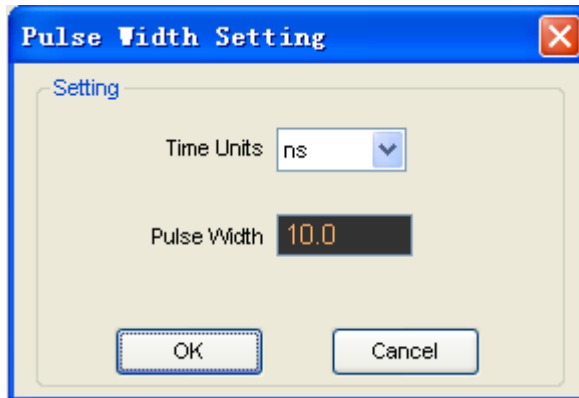 Pulse Width Setting
Setting
Time Units ns
Pulse Width 10.0
OK Cancel